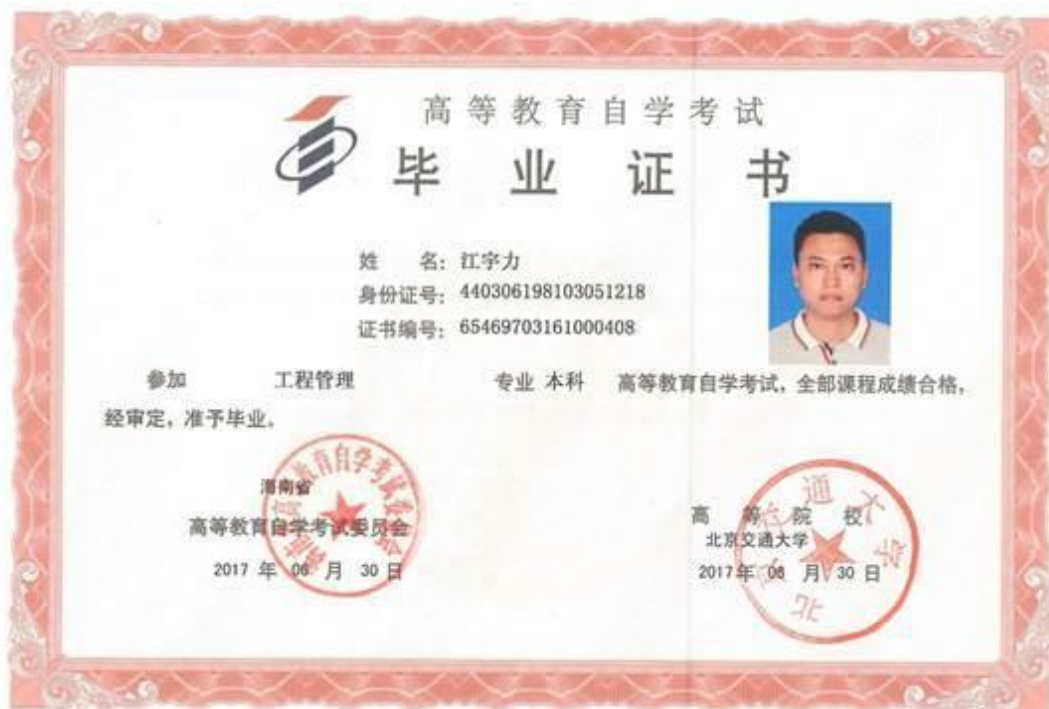 高等教育自学考试
毕业证书
姓 名：江宇力
身份证号：440306198103051218
证书编号：65469703161000408
参加 工程管理 专业 本科 高等教育自学考试，全部课程成绩合格，
经审定，准予毕业。
海南省
高等教育自学考试委员会
2017 年 06 月 30 日
高 等 院 校
北京交通大学
2017年 06 月 30 日